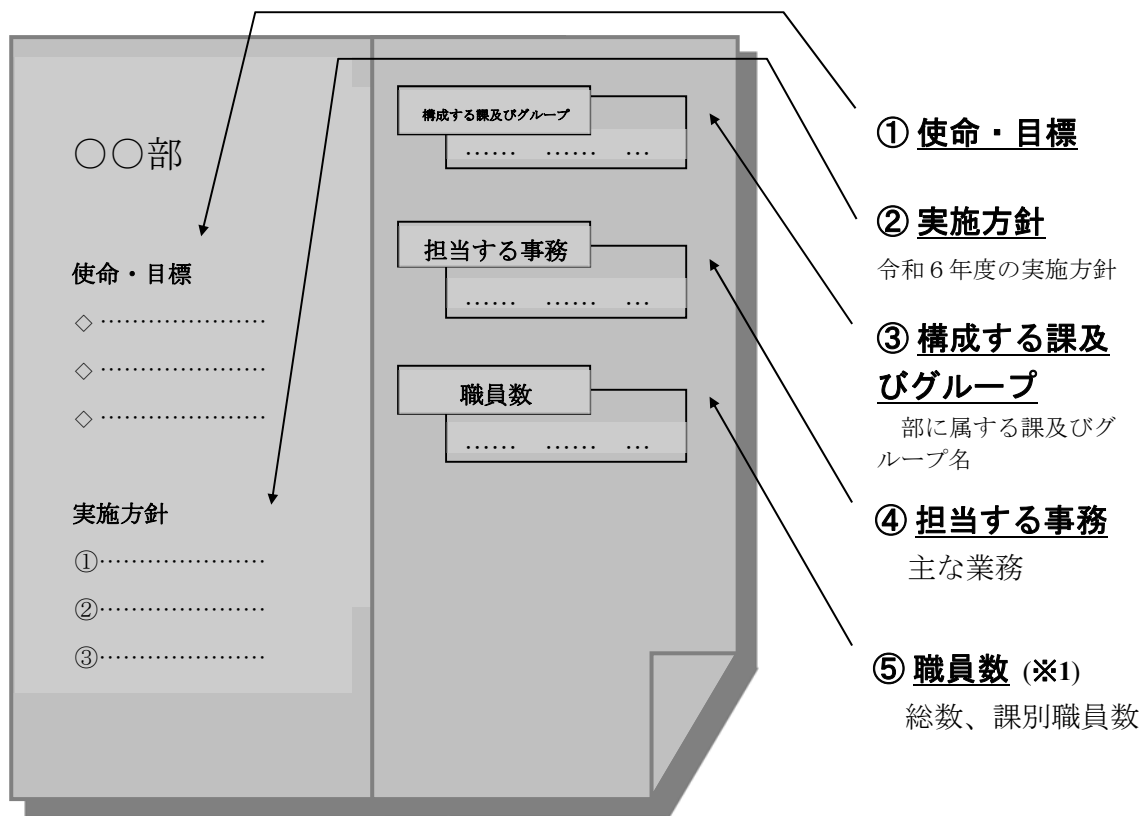 ○○部
使命・目標
◇ …………………
◇ …………………
◇ …………………
実施方針
①…………………
②…………………
③…………………
構成する課及びグループ
…… …… …
担当する事務
…… …… …
職員数
…… …… …
① 使命・目標
② 実施方針
令和６年度の実施方針
③ 構成する課及
びグループ
部に属する課及びグ
ループ名
④ 担当する事務
主な業務
⑤ 職員数 (※1)
総数、課別職員数